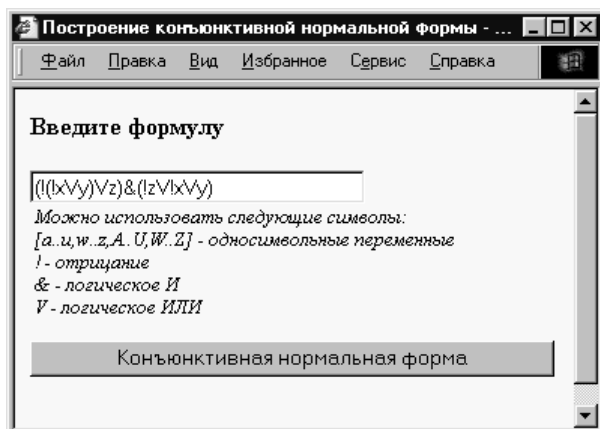 Построение конъюнктивной нормальной формы - ...
Файл Правка Вид Избранное Сервис Справка
Введите формулу
(!(!xVy)Vz)&(!zV!xVy)
Можно использовать следующие символы:
[a..u,w..z,A..U,W..Z] - односимвольные переменные
! - отрицание
& - логическое И
V - логическое ИЛИ
Конъюнктивная нормальная форма